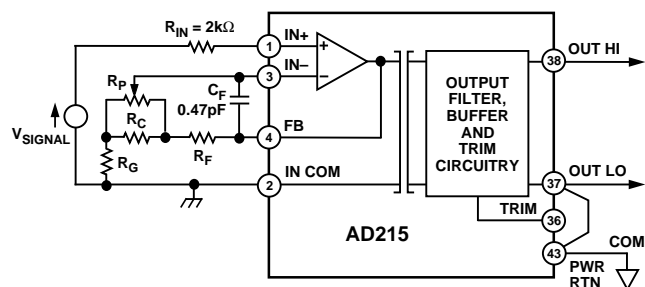 R_IN = 2kΩ
1 IN+
+
3 IN–
–
R_P
C_F
0.47pF
V_SIGNAL
R_C
4 FB
R_G
R_F
2 IN COM
OUTPUT
FILTER,
BUFFER
AND
TRIM
CIRCUITRY
38 OUT HI
37 OUT LO
TRIM 36
AD215
43 COM
PWR
RTN